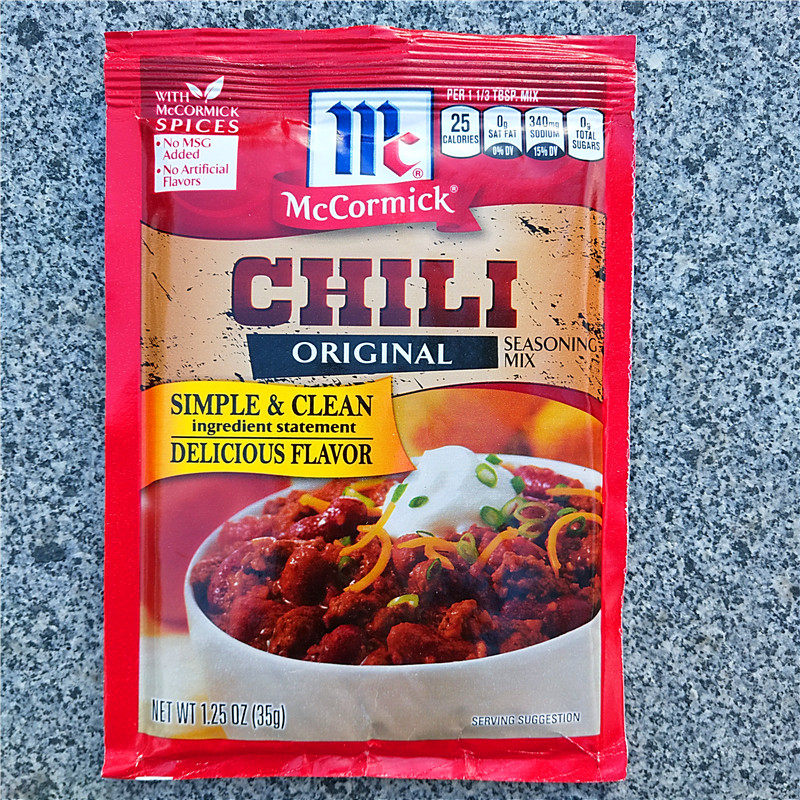 WITH
McCORMICK
SPICES
• No MSG
Added
• No Artificial
Flavors
Mc®
McCormick®
PER 1 1/3 TBSP. MIX
25
CALORIES
0g
SAT FAT
0% DV
340mg
SODIUM
15% DV
0g
TOTAL
SUGARS
CHILI
ORIGINAL
SEASONING
MIX
SIMPLE & CLEAN
ingredient statement
DELICIOUS FLAVOR
NET WT 1.25 OZ (35g)
SERVING SUGGESTION